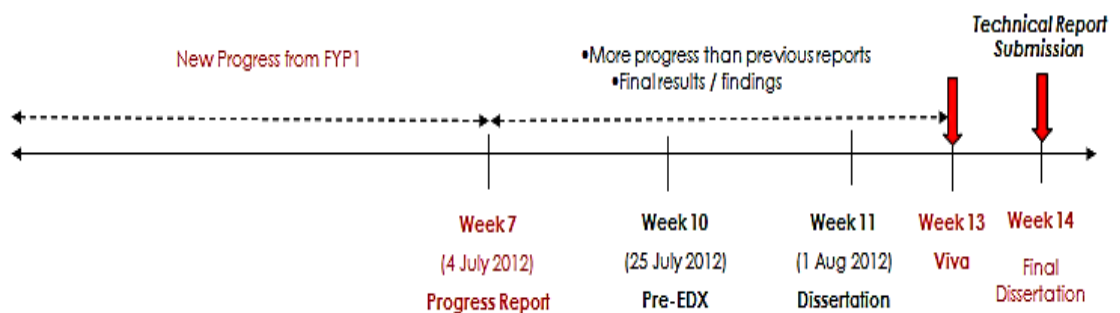 Technical Report
Submission
New Progress from FYP1
•More progress than previous reports
•Final results / findings
Week 7
(4 July 2012)
Progress Report
Week 10
(25 July 2012)
Pre-EDX
Week 11
(1 Aug 2012)
Dissertation
Week 13
Viva
Week 14
Final
Dissertation